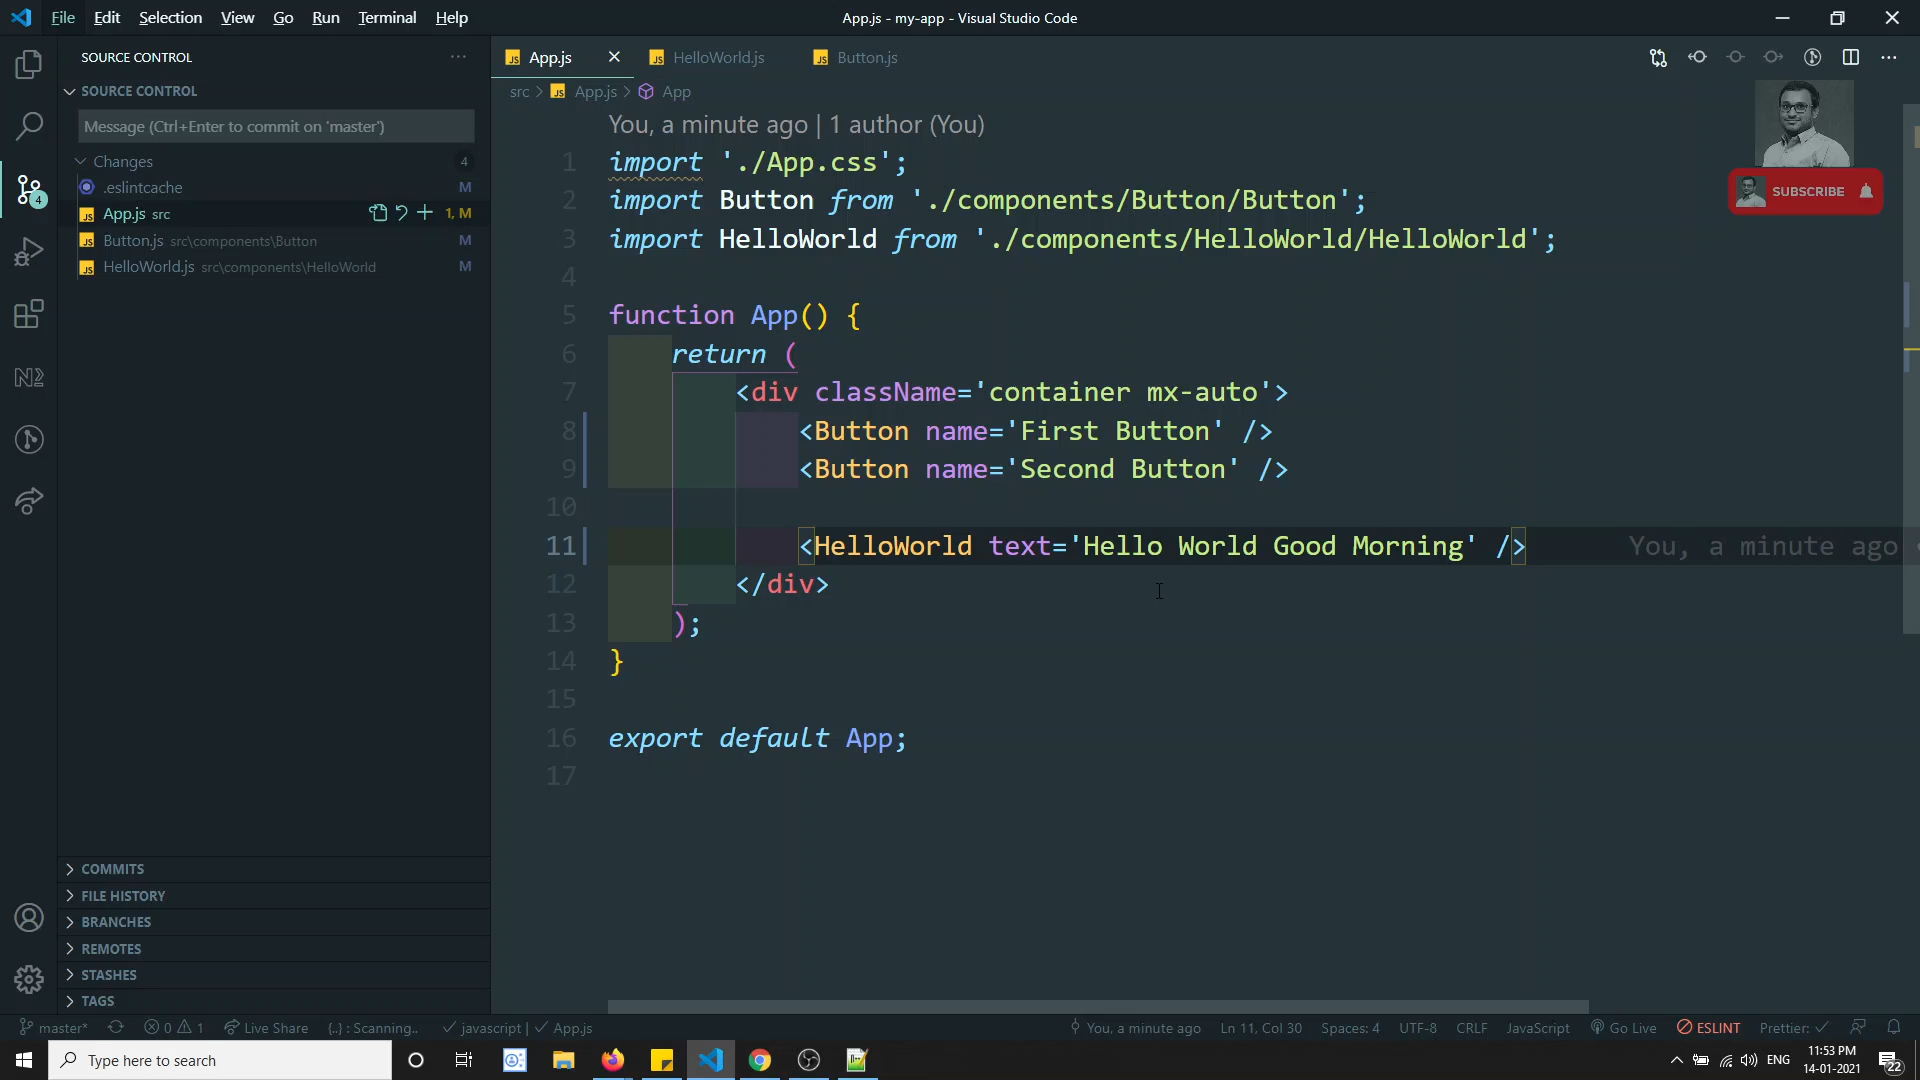 File Edit Selection View Go Run Terminal Help
App.js - my-app - Visual Studio Code
SOURCE CONTROL
SOURCE CONTROL
Message (Ctrl+Enter to commit on 'master')
Changes 4
.eslintcache M
App.js src 1, M
Button.js src\components\Button M
HelloWorld.js src\components\HelloWorld M
COMMITS
FILE HISTORY
BRANCHES
REMOTES
STASHES
TAGS
4
App.js HelloWorld.js Button.js
src > App.js > App
SUBSCRIBE
You, a minute ago | 1 author (You)
1 import './App.css';
2 import Button from './components/Button/Button';
3 import HelloWorld from './components/HelloWorld/HelloWorld';
4
5 function App() {
6 return (
7 <div className='container mx-auto'>
8 <Button name='First Button' />
9 <Button name='Second Button' />
10
11 <HelloWorld text='Hello World Good Morning' /> You, a minute ago
12 </div>
13 );
14 }
15
16 export default App;
17
master* 0 1 Live Share {..} : Scanning.. javascript | App.js You, a minute ago Ln 11, Col 30 Spaces: 4 UTF-8 CRLF JavaScript Go Live ESLINT Prettier: ✓
Type here to search
ENG
11:53 PM
14-01-2021
22